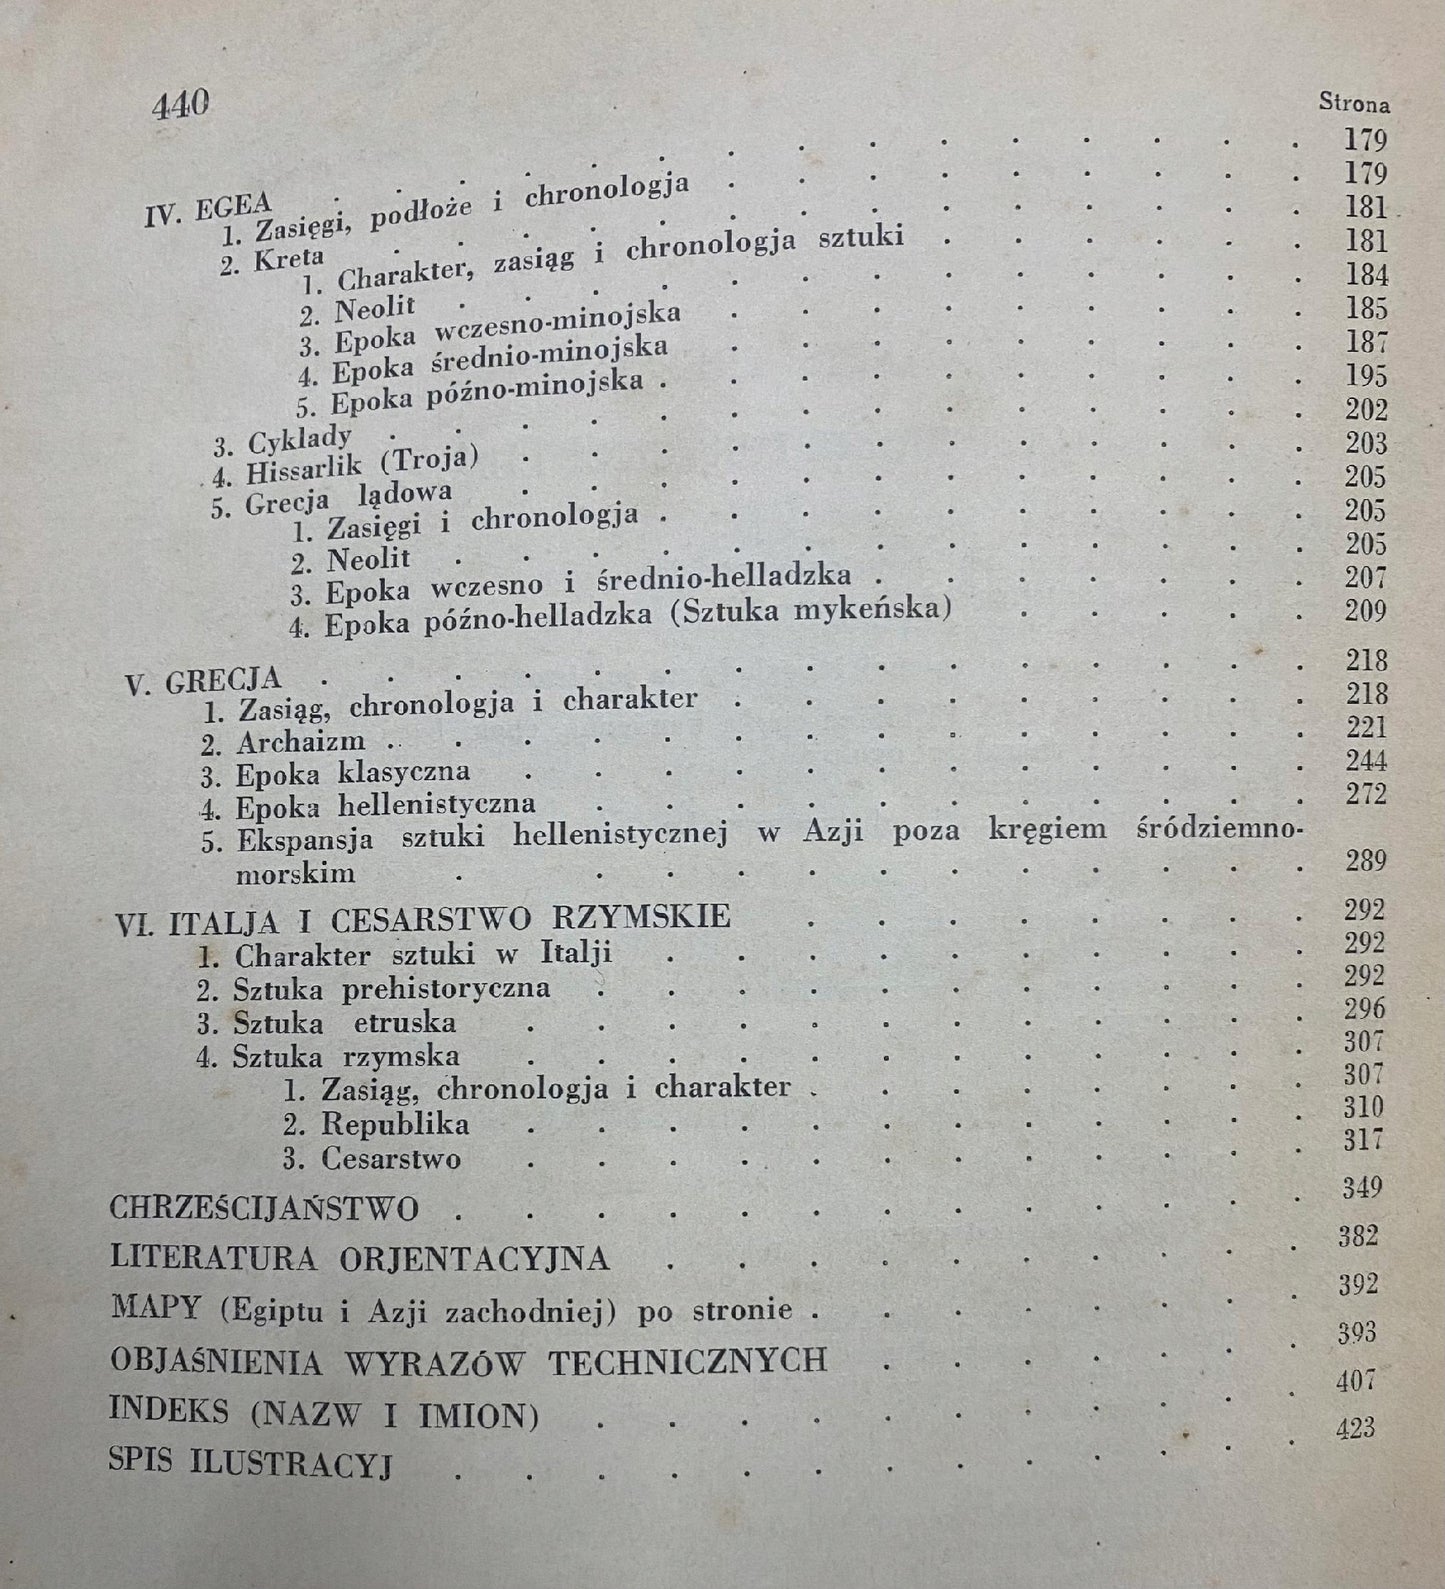 440
Strona
IV. EGEA . . . . . . . . . . . . . . 179
1. Zasięgi, podłoże i chronologja . . . . . . . . . 179
2. Kreta . . . . . . . . . . . . . 181
1. Charakter, zasiąg i chronologja sztuki . . . . . . 181
2. Neolit . . . . . . . . . . . . 184
3. Epoka wczesno-minojska . . . . . . . . . 185
4. Epoka średnio-minojska . . . . . . . . . 187
5. Epoka późno-minojska . . . . . . . . . . 195
3. Cyklady . . . . . . . . . . . . . 202
4. Hissarlik (Troja) . . . . . . . . . . . 203
5. Grecja lądowa . . . . . . . . . . . . 205
1. Zasięgi i chronologja . . . . . . . . . . 205
2. Neolit . . . . . . . . . . . . . 205
3. Epoka wczesno i średnio-helladzka . . . . . . . 207
4. Epoka późno-helladzka (Sztuka mykeńska) . . . . . 209
V. GRECJA . . . . . . . . . . . . . . . 218
1. Zasiąg, chronologja i charakter . . . . . . . . . 218
2. Archaizm . . . . . . . . . . . . . . 221
3. Epoka klasyczna . . . . . . . . . . . . 244
4. Epoka hellenistyczna . . . . . . . . . . . 272
5. Ekspansja sztuki hellenistycznej w Azji poza kręgiem śródziemno-
morskim . . . . . . . . . . . . 289
VI. ITALJA I CESARSTWO RZYMSKIE . . . . . . . . 292
1. Charakter sztuki w Italji . . . . . . . . . . 292
2. Sztuka prehistoryczna . . . . . . . . . . . 292
3. Sztuka etruska . . . . . . . . . . . . 296
4. Sztuka rzymska . . . . . . . . . . . . 307
1. Zasiąg, chronologja i charakter . . . . . . . . 307
2. Republika . . . . . . . . . . . . 310
3. Cesarstwo . . . . . . . . . . . . 317
CHRZEŚCIJAŃSTWO . . . . . . . . . . . . . 349
LITERATURA ORJENTACYJNA . . . . . . . . . . 382
MAPY (Egiptu i Azji zachodniej) po stronie . . . . . . . . 392
OBJAŚNIENIA WYRAZÓW TECHNICZNYCH . . . . . . . 393
INDEKS (NAZW I IMION) . . . . . . . . . . . 407
SPIS ILUSTRACYJ . . . . . . . . . . . . . 423